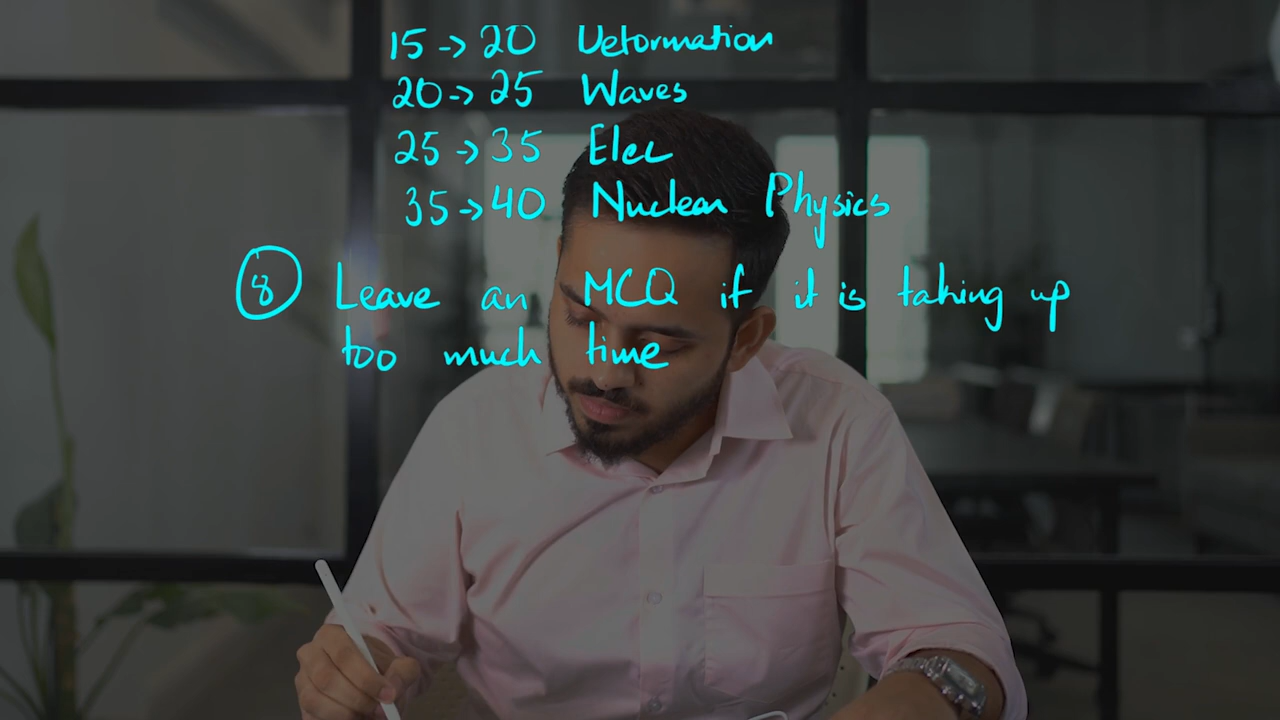 15 → 20 Deformation
20 → 25 Waves
25 → 35 Elec
35 → 40 Nuclear Physics
⑧ Leave an MCQ if it is taking up
too much time